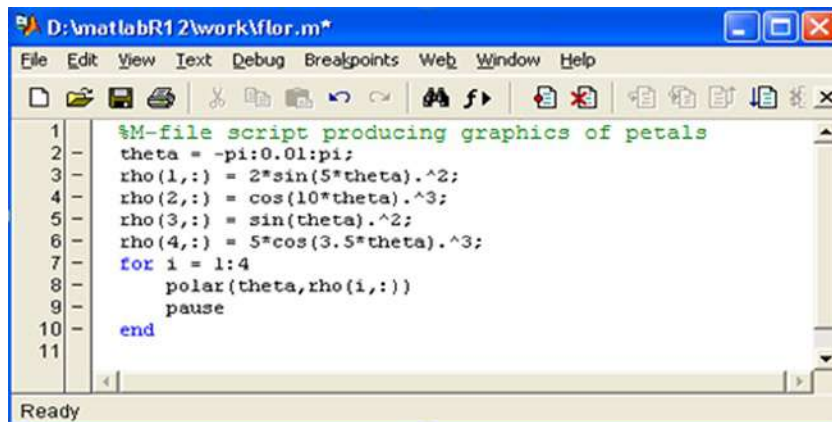 D:\matlabR12\work\flor.m*
File Edit View Text Debug Breakpoints Web Window Help
1 %M-file script producing graphics of petals
2 - theta = -pi:0.01:pi;
3 - rho(1,:) = 2*sin(5*theta).^2;
4 - rho(2,:) = cos(10*theta).^3;
5 - rho(3,:) = sin(theta).^2;
6 - rho(4,:) = 5*cos(3.5*theta).^3;
7 - for i = 1:4
8 - polar(theta,rho(i,:))
9 - pause
10 - end
11
Ready